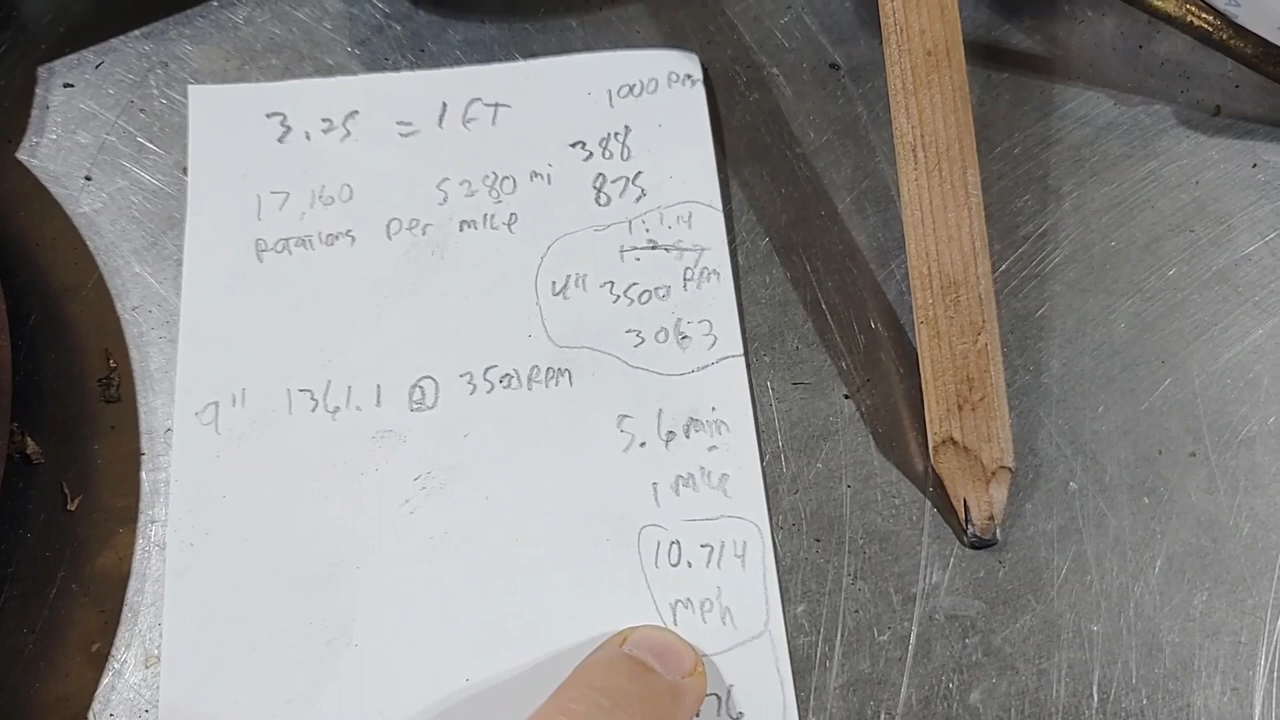 3.25 = 1 FT
1000 RPM
388
17,160 5280 mi
875
Rotations per mile
1:1.14
4" 3500 RPM
3063
9" 1361.1 @ 3500 RPM
5.6 min
1 mile
10.714
mph
76